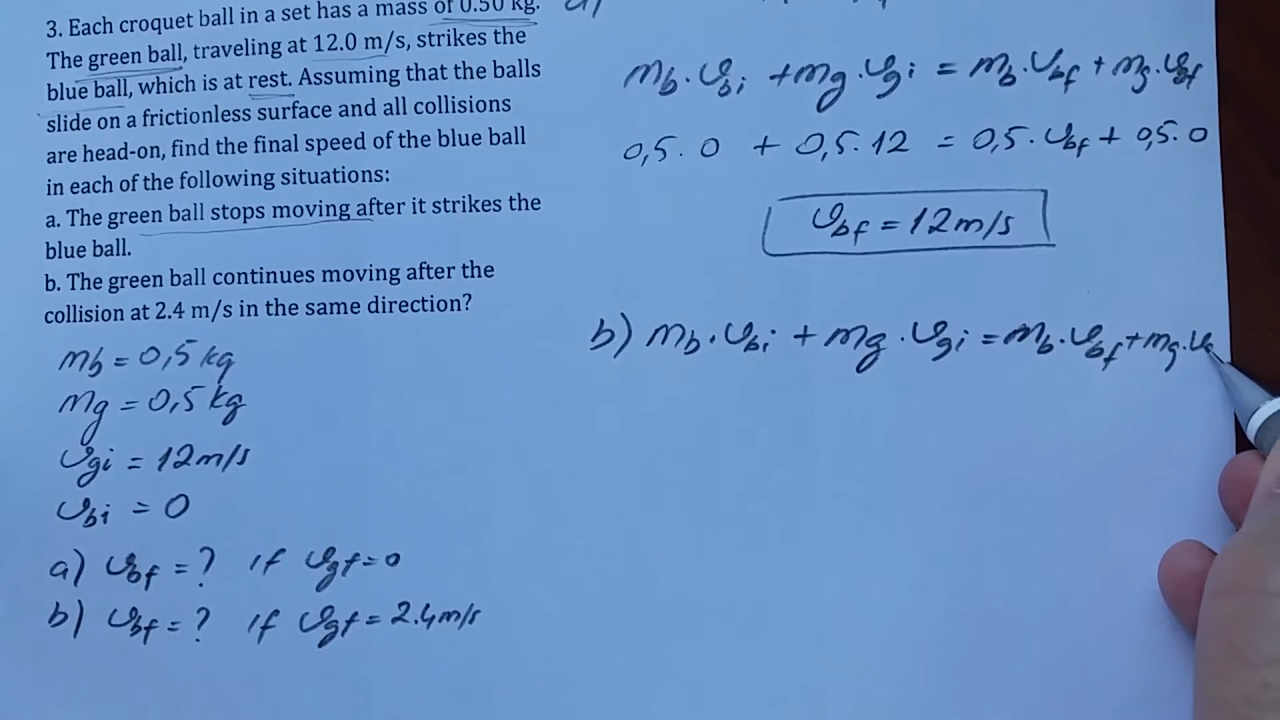 3. Each croquet ball in a set has a mass of 0.50 kg.
The green ball, traveling at 12.0 m/s, strikes the
blue ball, which is at rest. Assuming that the balls
slide on a frictionless surface and all collisions
are head-on, find the final speed of the blue ball
in each of the following situations:
a. The green ball stops moving after it strikes the
blue ball.
b. The green ball continues moving after the
collision at 2.4 m/s in the same direction?
mb = 0,5 kg
mg = 0,5 kg
vgi = 12m/s
vbi = 0
a) vbf = ? if vgf = 0
b) vbf = ? if vgf = 2.4m/s
a)
mb · vbi + mg · vgi = mb · vbf + mg · vgf
0,5 · 0 + 0,5 · 12 = 0,5 · vbf + 0,5 · 0
vbf = 12m/s
b) mb · vbi + mg · vgi = mb · vbf + mg · v